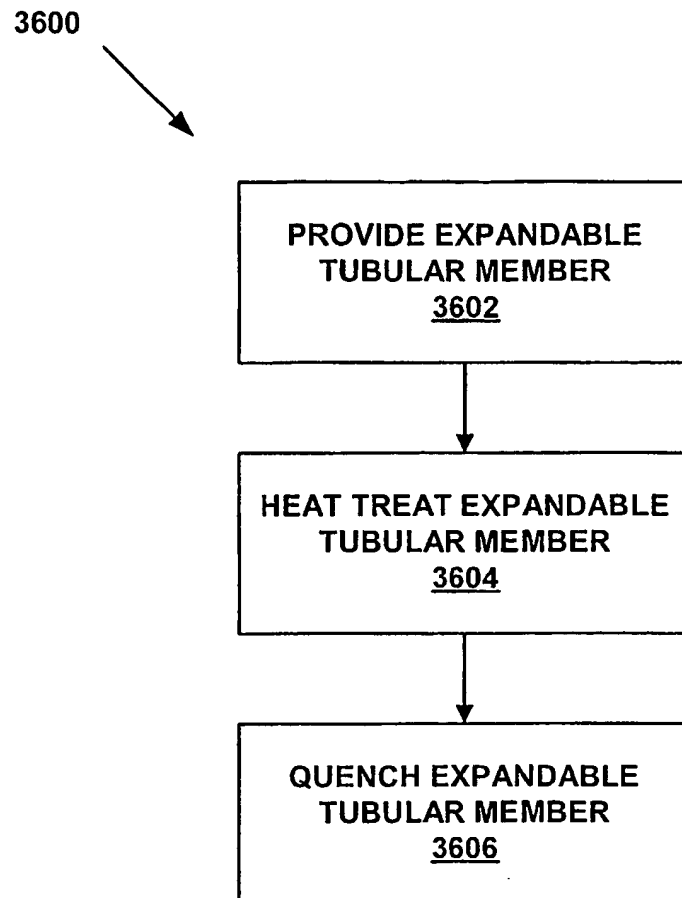 3600
PROVIDE EXPANDABLE
TUBULAR MEMBER
3602
HEAT TREAT EXPANDABLE
TUBULAR MEMBER
3604
QUENCH EXPANDABLE
TUBULAR MEMBER
3606